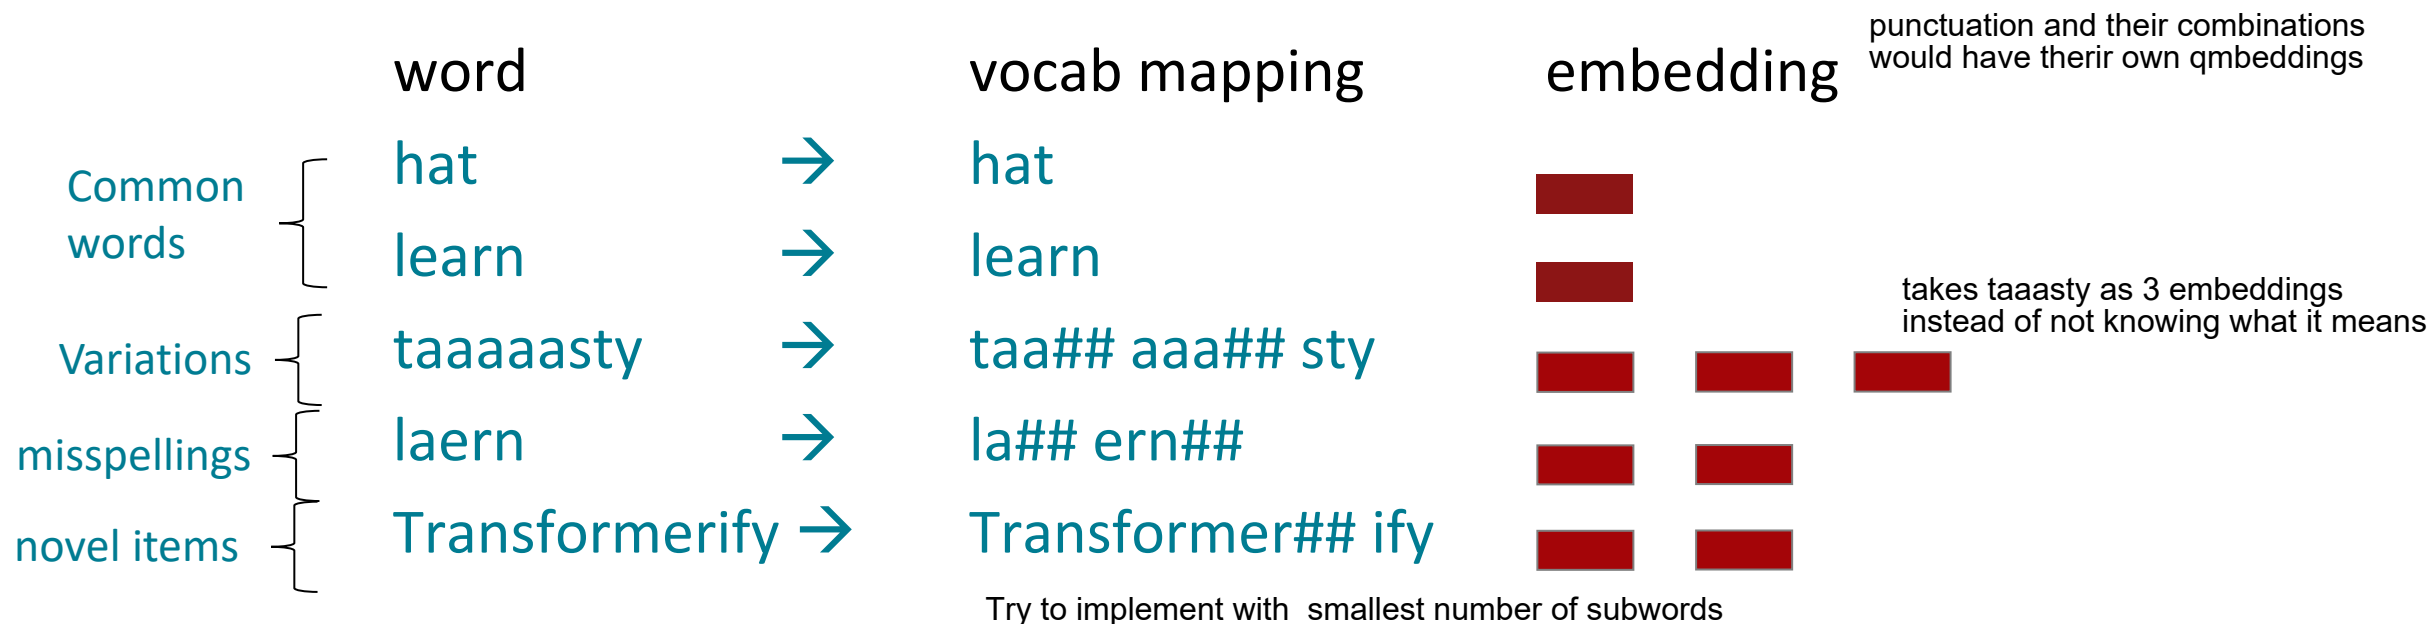 punctuation and their combinations
would have therir own qmbeddings
word vocab mapping embedding
Common
words
hat → hat
learn → learn
takes taaasty as 3 embeddings
instead of not knowing what it means
Variations taaaaasty → taa## aaa## sty
misspellings laern → la## ern##
novel items Transformerify → Transformer## ify
Try to implement with smallest number of subwords